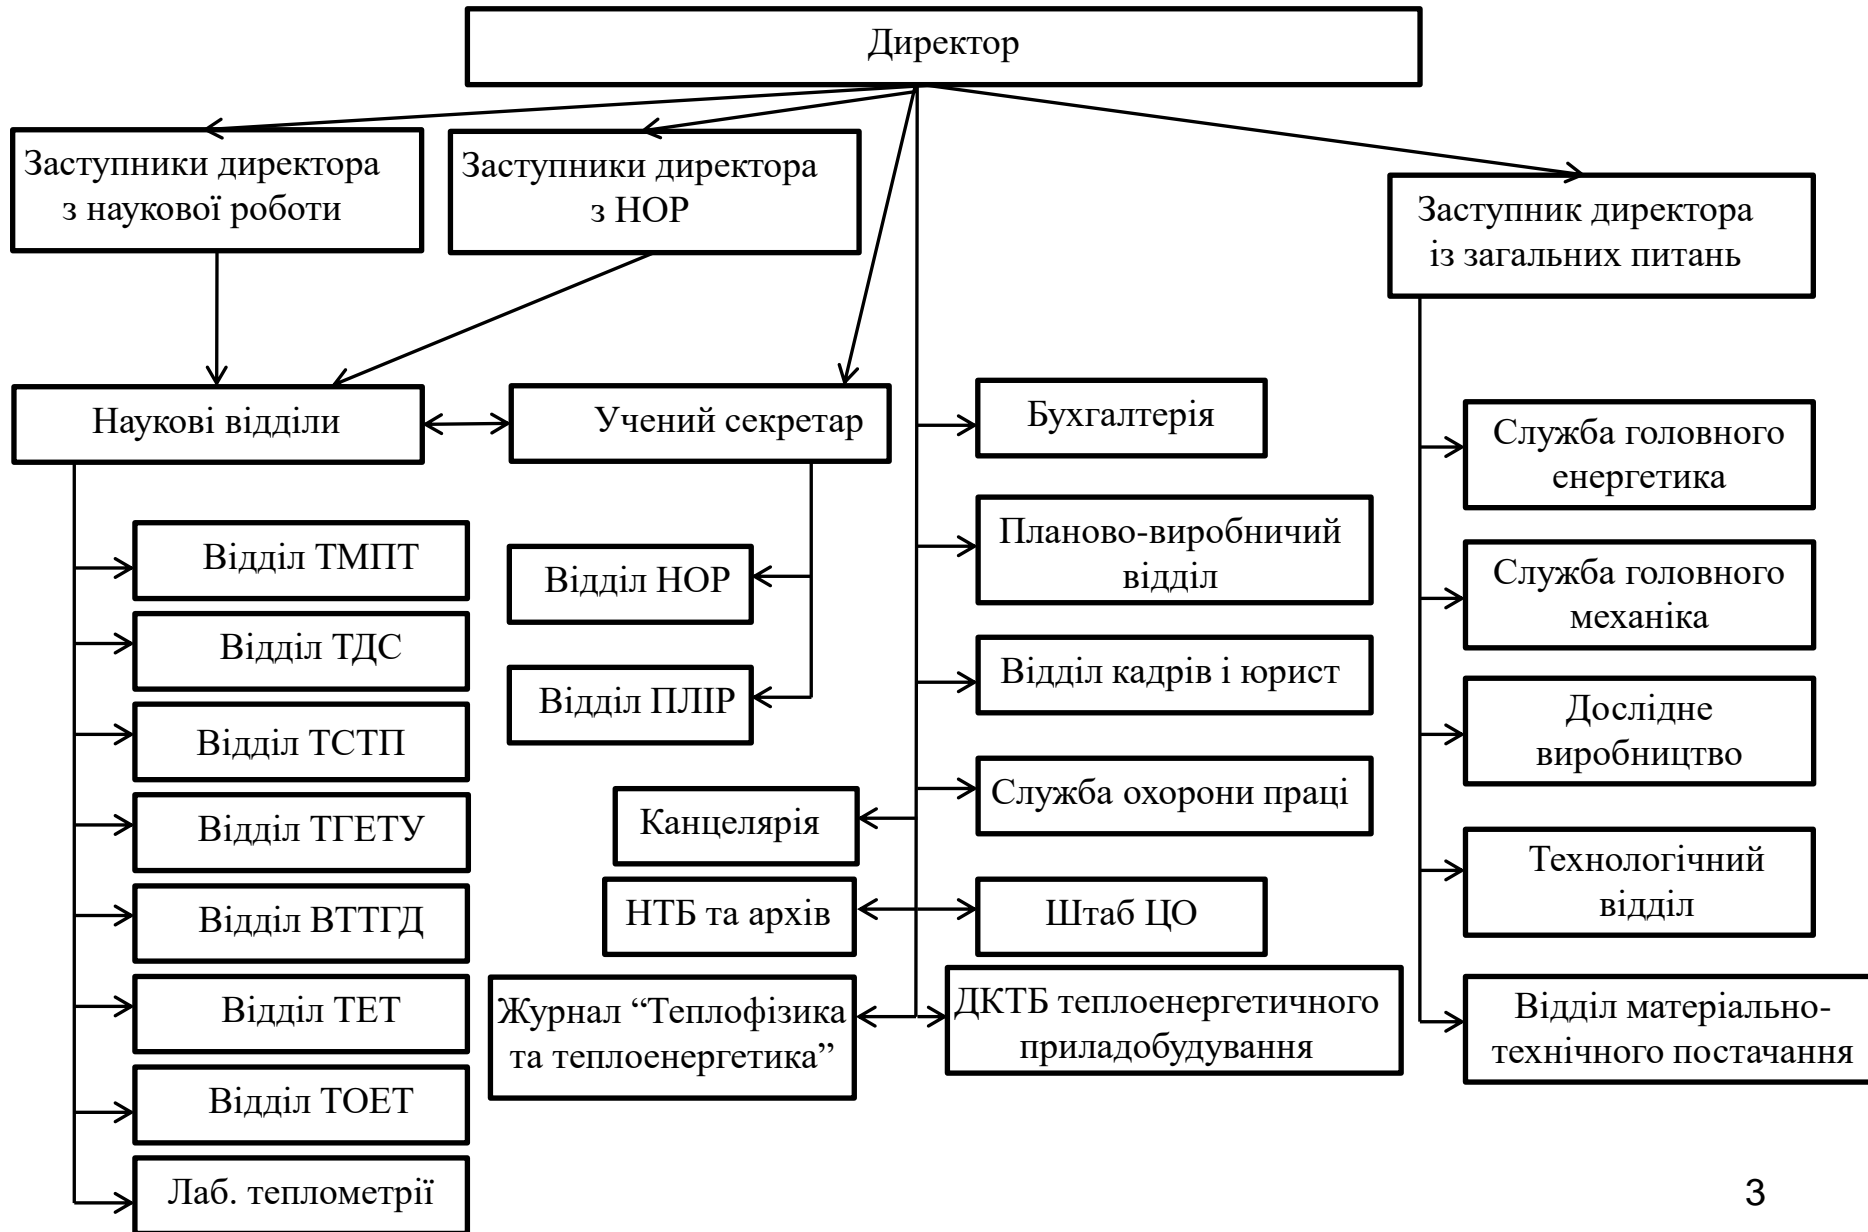 Директор
Заступники директора
з наукової роботи
Заступники директора
з НОР
Заступник директора
із загальних питань
Наукові відділи
Учений секретар
Відділ ТМПТ
Відділ ТДС
Відділ ТСТП
Відділ ТГЕТУ
Відділ ВТТГД
Відділ ТЕТ
Відділ ТОЕТ
Лаб. теплометрії
Відділ НОР
Відділ ПЛІР
Канцелярія
НТБ та архів
Журнал “Теплофізика
та теплоенергетика”
Бухгалтерія
Планово-виробничий
відділ
Відділ кадрів і юрист
Служба охорони праці
Штаб ЦО
ДКТБ теплоенергетичного
приладобудування
Служба головного
енергетика
Служба головного
механіка
Дослідне
виробництво
Технологічний
відділ
Відділ матеріально-
технічного постачання
3